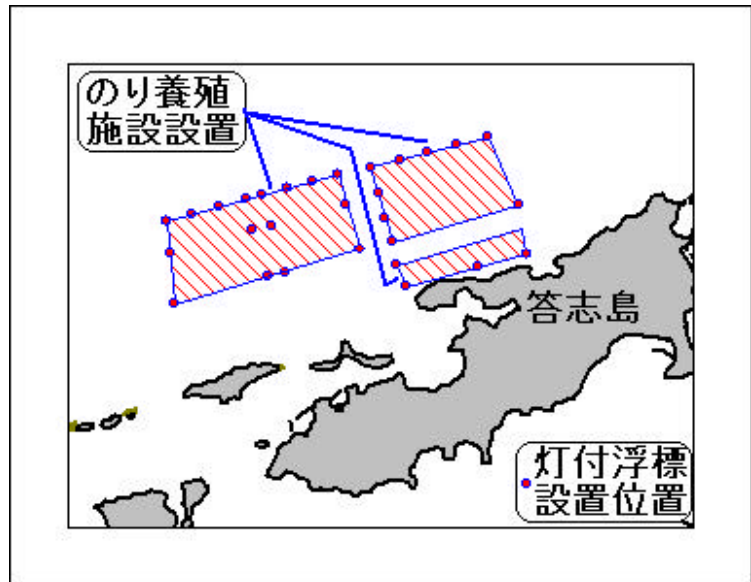 のり養殖
施設設置
答志島
灯付浮標
設置位置